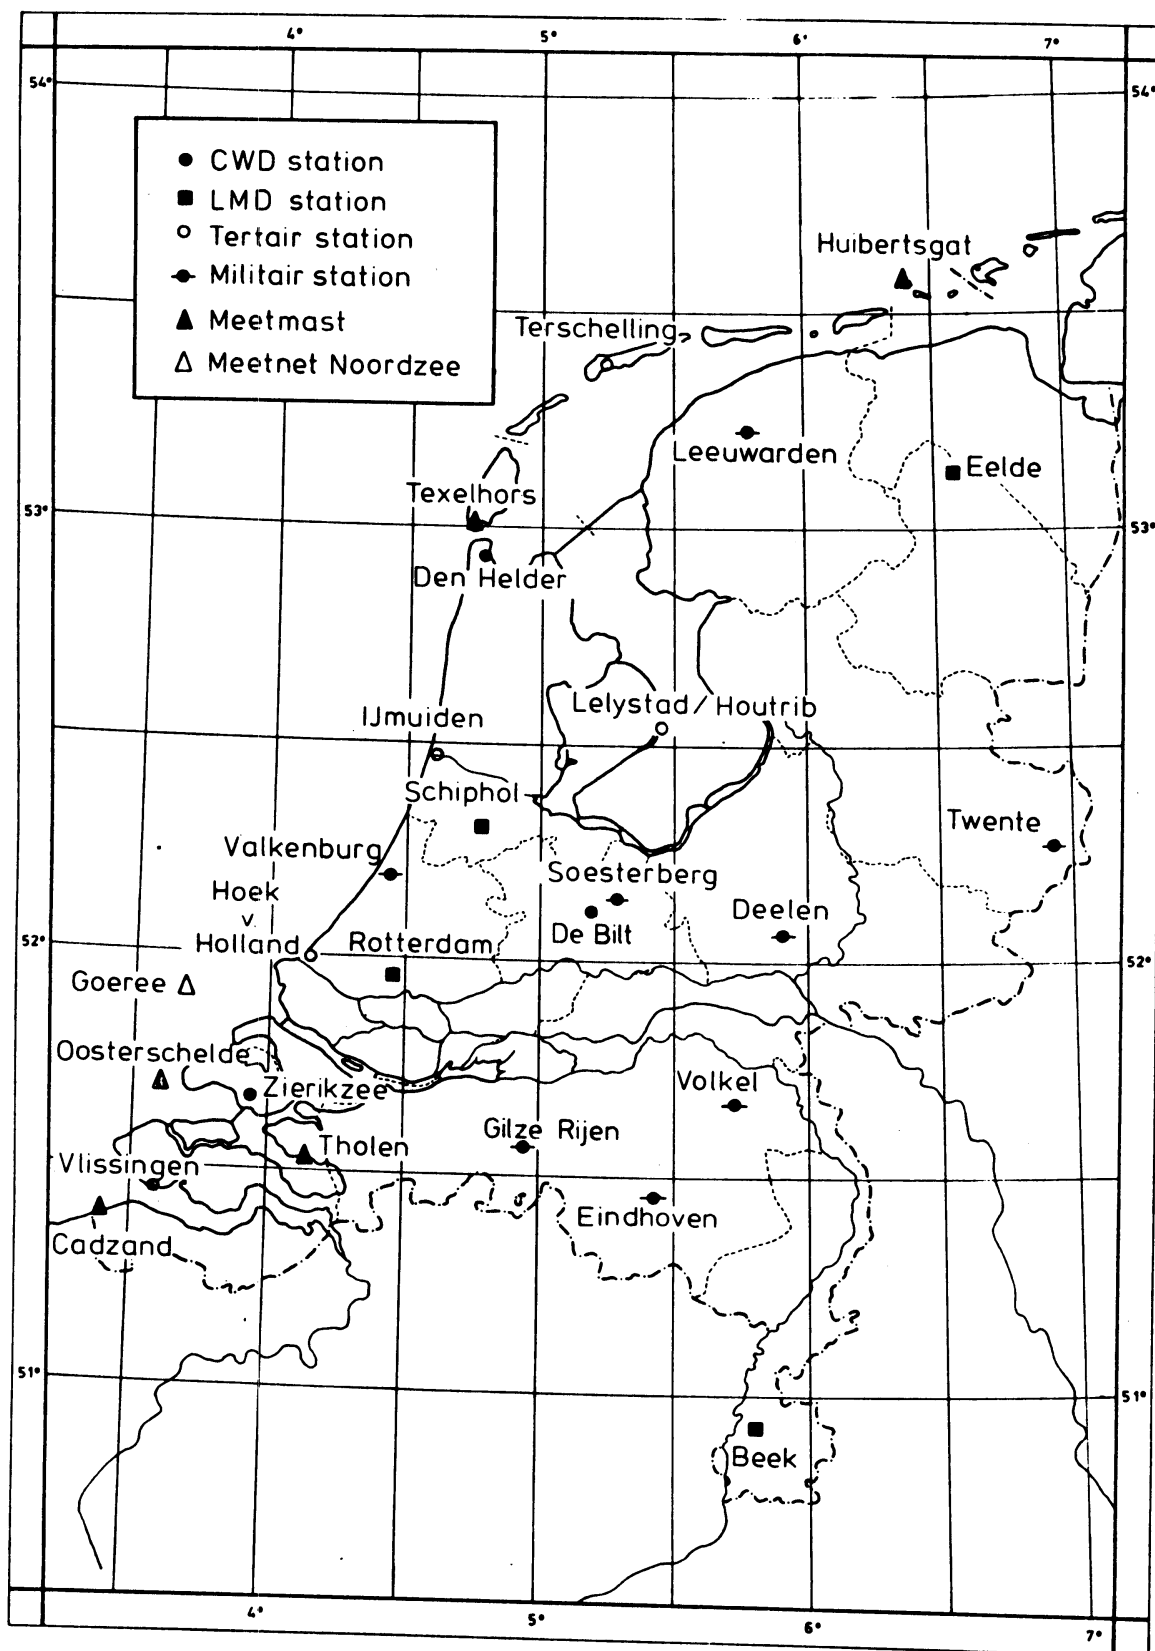 4° 5° 6° 7°
54° 54°
CWD station
LMD station
Tertair station
Militair station
Meetmast
Meetnet Noordzee
Huibertsgat
Terschelling
Leeuwarden
Eelde
Texelhors
53° 53°
Den Helder
Lelystad/Houtrib
IJmuiden
Schiphol
Twente
Valkenburg
Soesterberg
Hoek
v.
Holland
Deelen
De Bilt
Rotterdam
52° 52°
Goeree
Oosterschelde
Zierikzee
Volkel
Gilze Rijen
Tholen
Vlissingen
Eindhoven
Cadzand
51° 51°
Beek
4° 5° 6° 7°